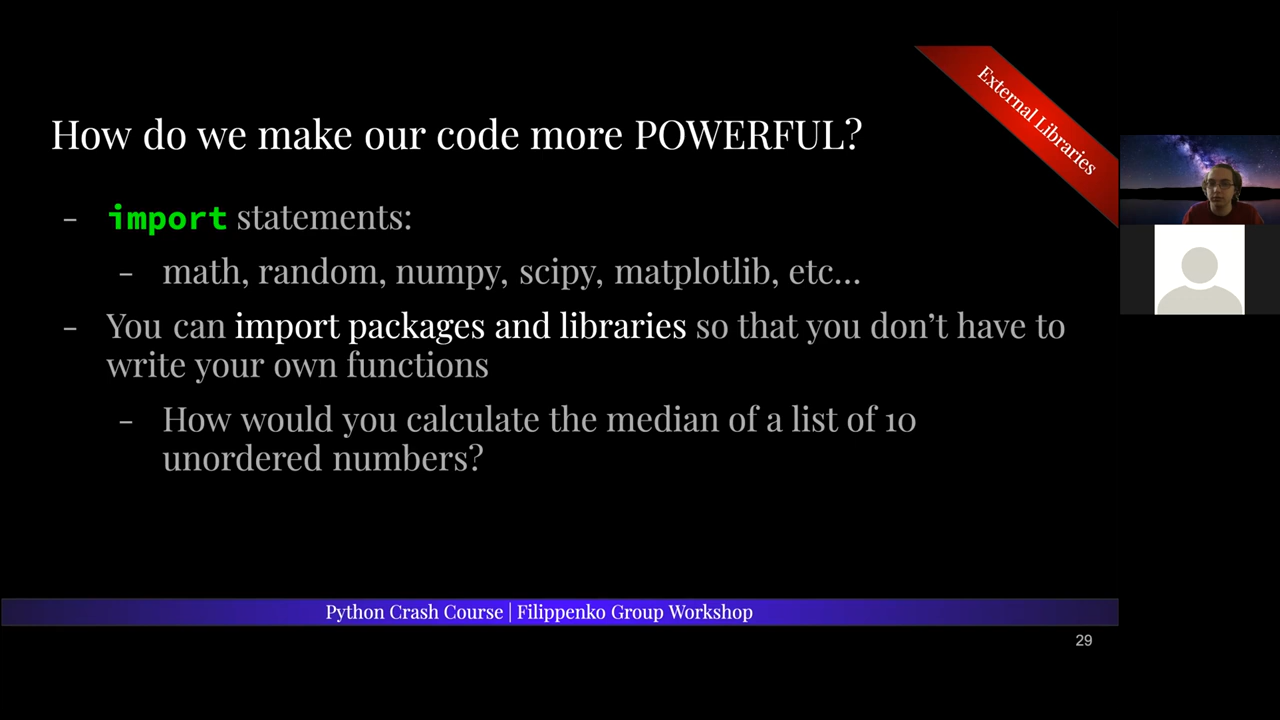 External Libraries
How do we make our code more POWERFUL?
- import statements:
- math, random, numpy, scipy, matplotlib, etc...
- You can import packages and libraries so that you don’t have to
write your own functions
- How would you calculate the median of a list of 10
unordered numbers?
Python Crash Course | Filippenko Group Workshop
29